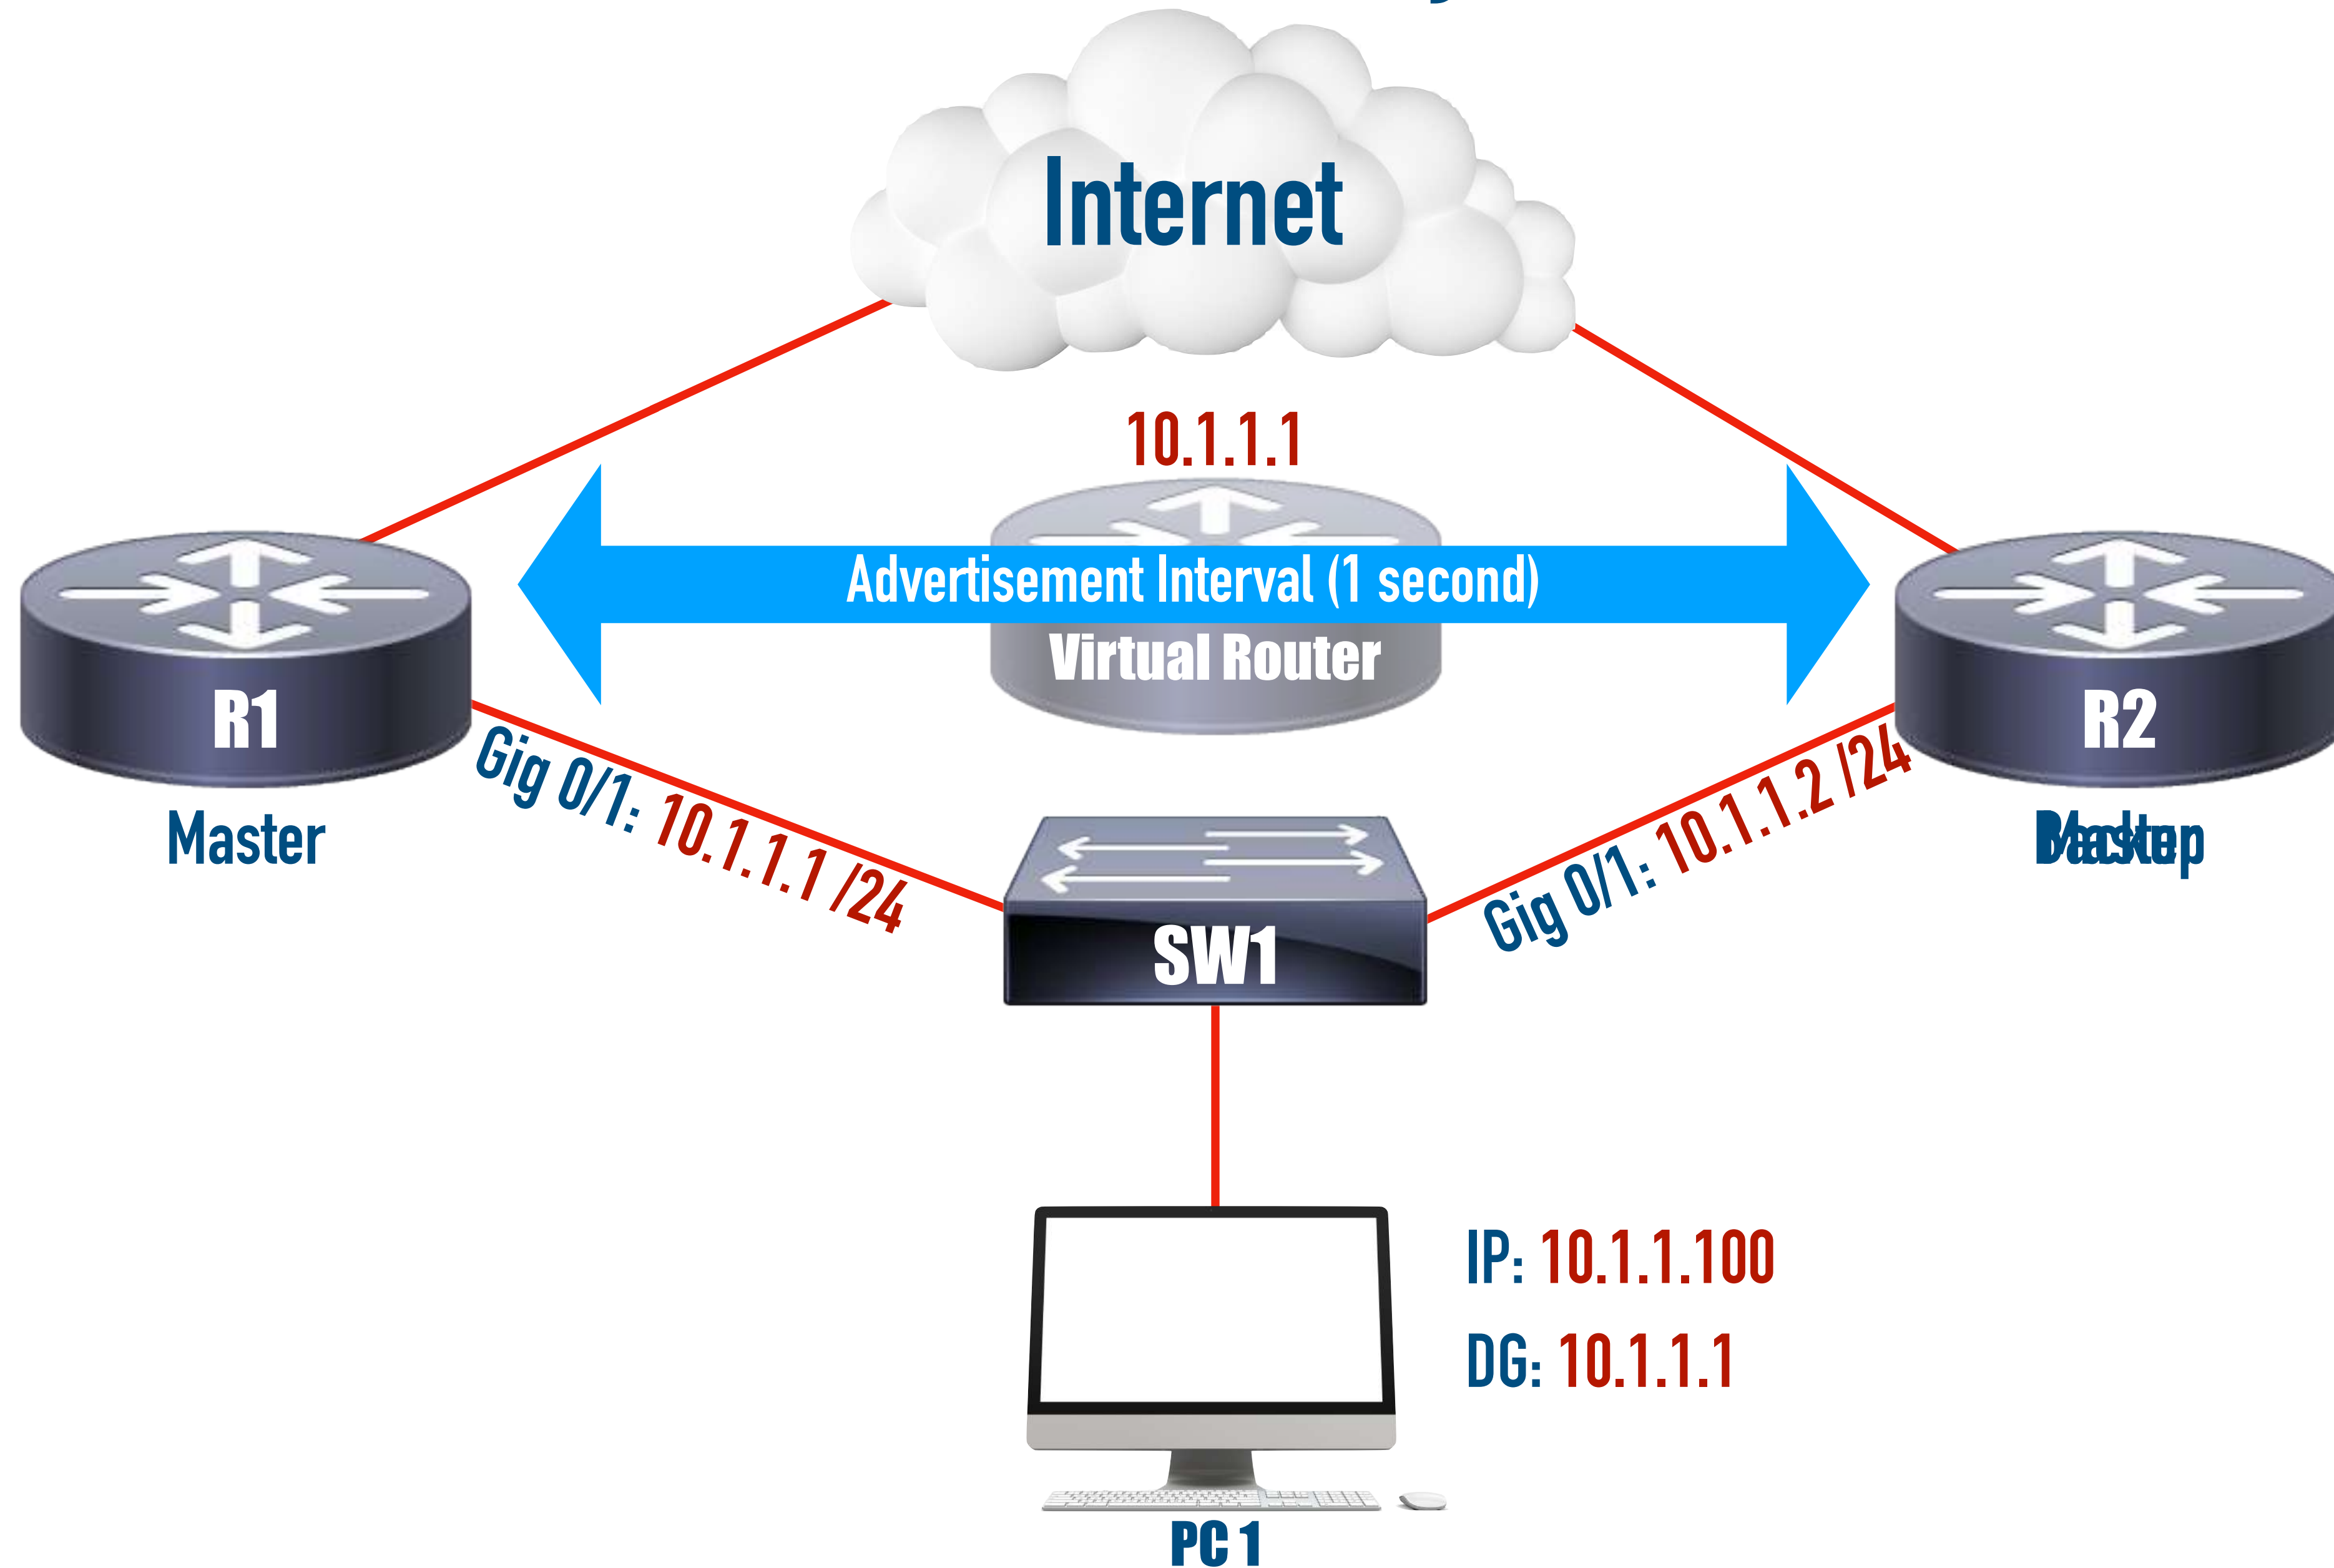 Internet
10.1.1.1
Advertisement Interval (1 second)
Virtual Router
R1
R2
Master
Gig 0/1: 10.1.1.1 /24
Gig 0/1: 10.1.1.2 /24
SW1
IP: 10.1.1.100
DG: 10.1.1.1
PC 1